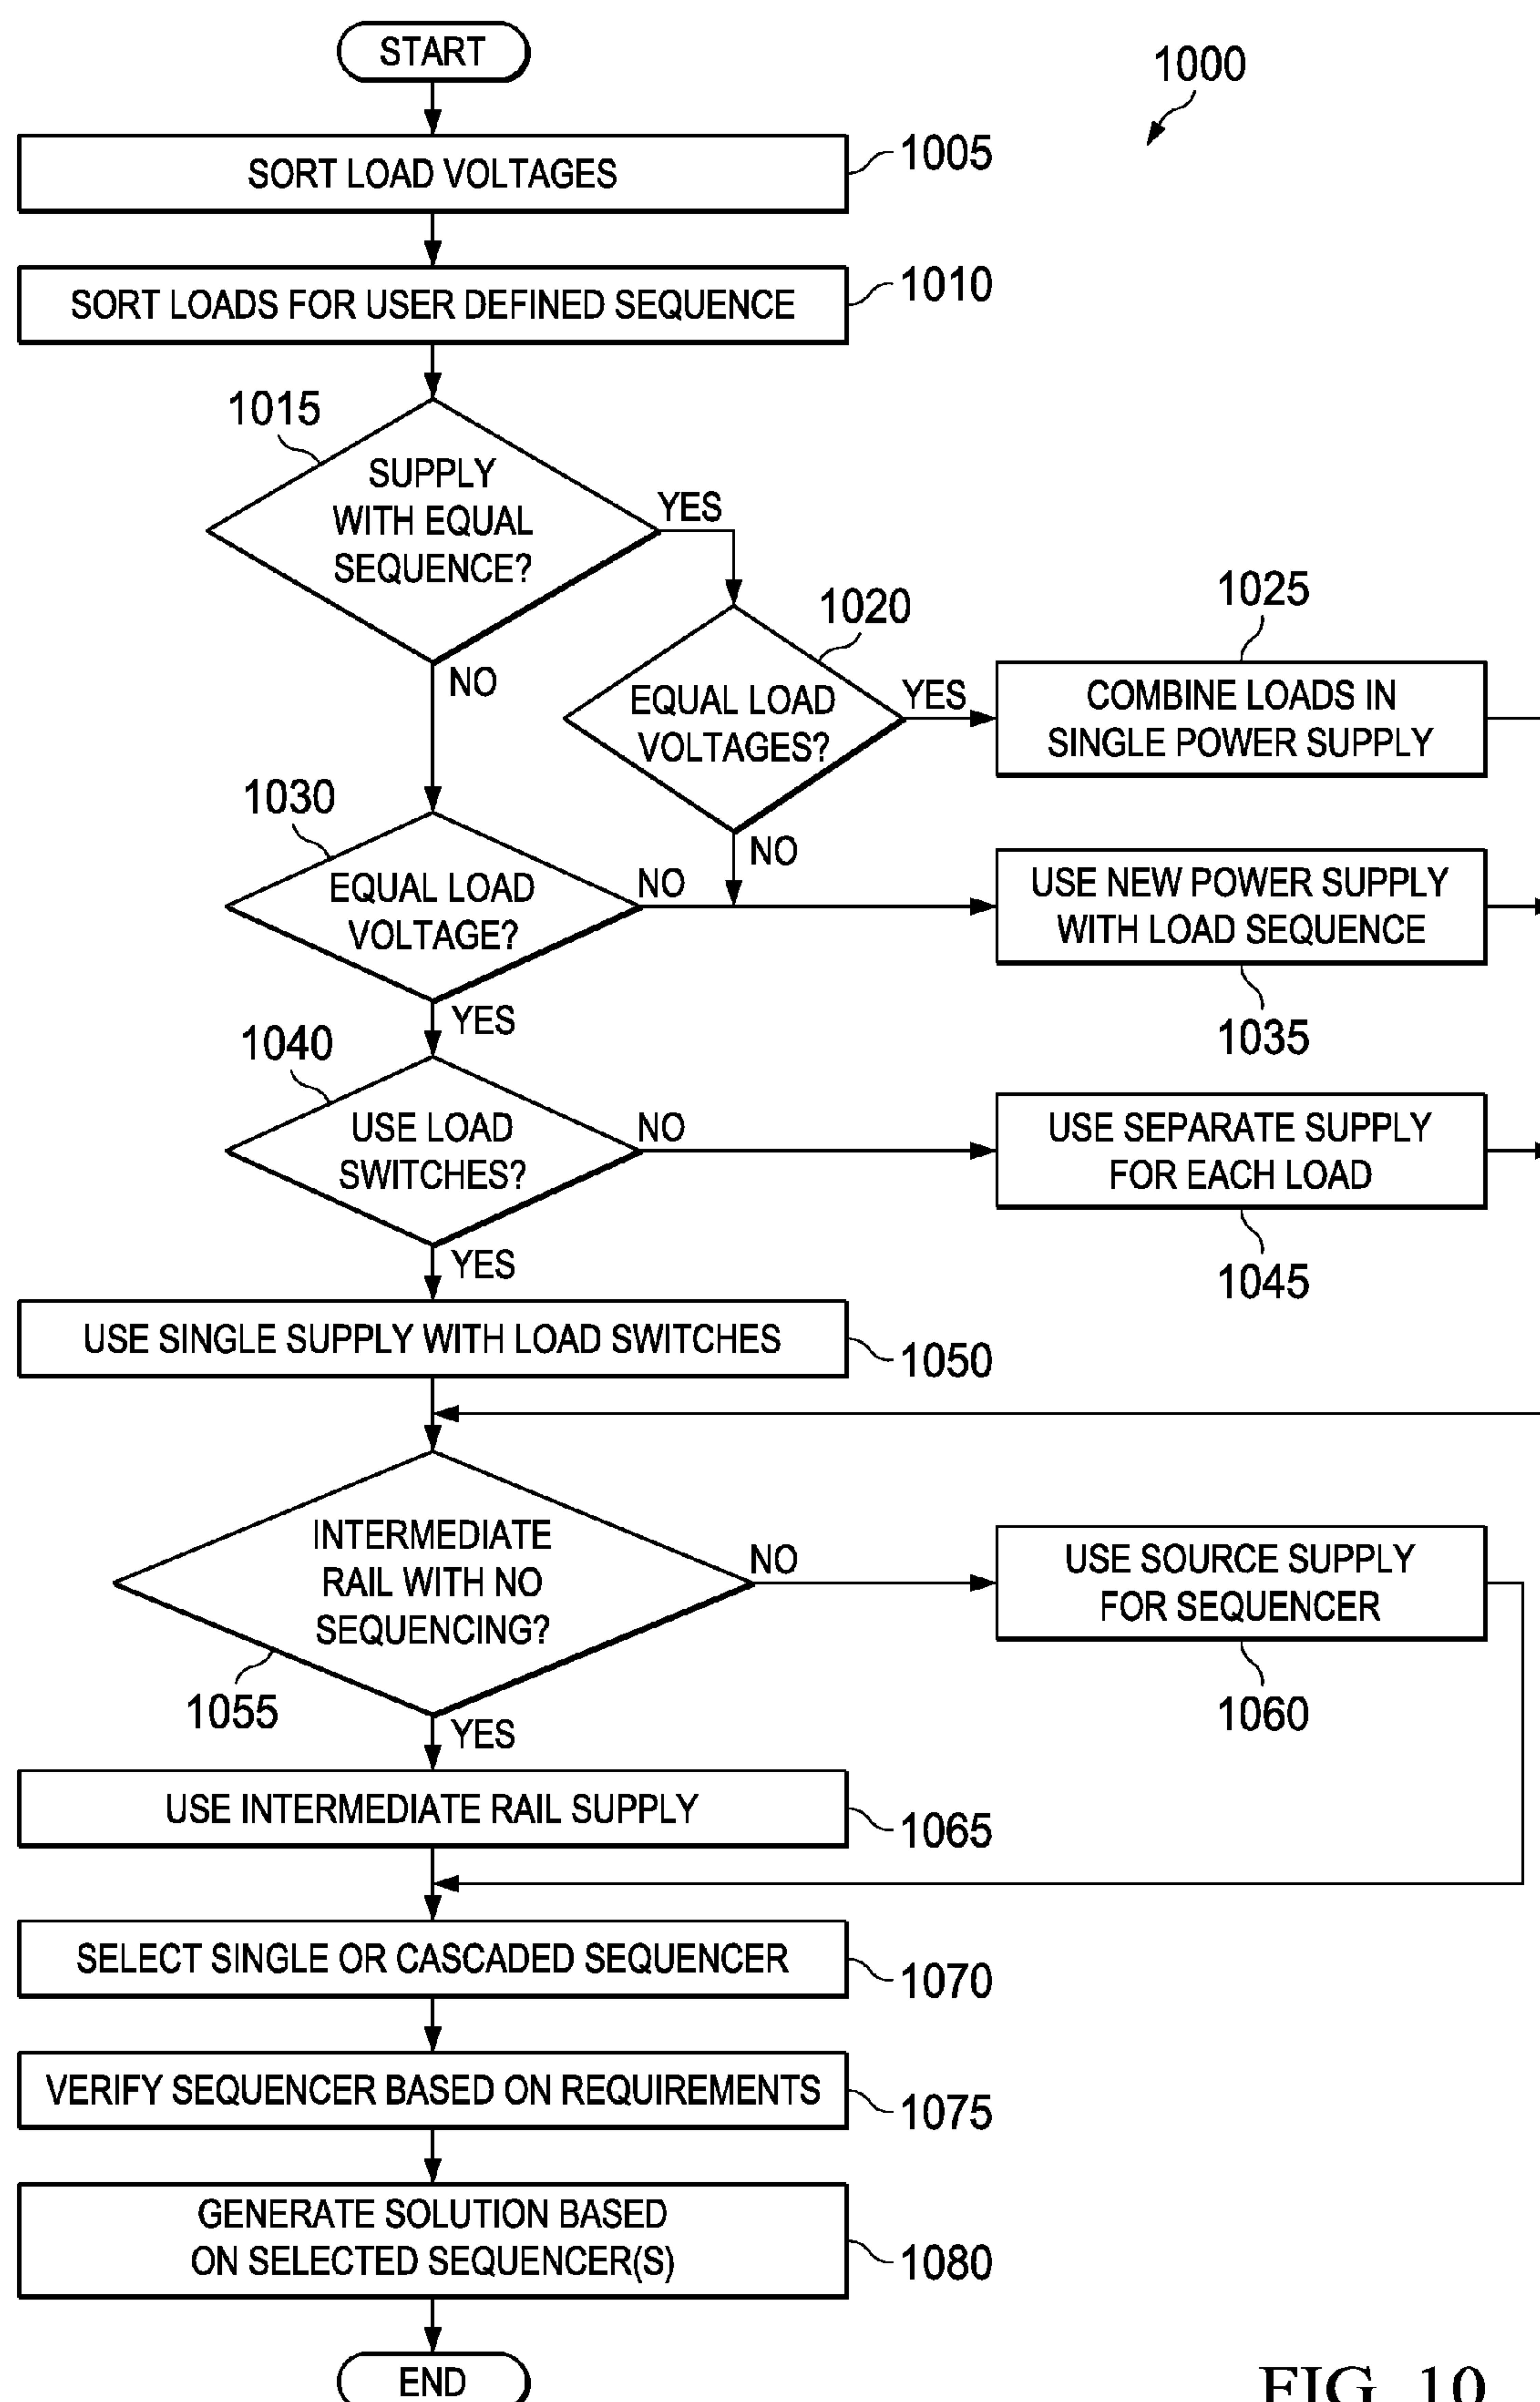 START
1000
SORT LOAD VOLTAGES
1005
SORT LOADS FOR USER DEFINED SEQUENCE
1010
1015
SUPPLY
WITH EQUAL
SEQUENCE?
YES
NO
1020
EQUAL LOAD
VOLTAGES?
YES
NO
1025
COMBINE LOADS IN
SINGLE POWER SUPPLY
1030
EQUAL LOAD
VOLTAGE?
NO
YES
USE NEW POWER SUPPLY
WITH LOAD SEQUENCE
1035
1040
USE LOAD
SWITCHES?
NO
YES
USE SEPARATE SUPPLY
FOR EACH LOAD
1045
USE SINGLE SUPPLY WITH LOAD SWITCHES
1050
INTERMEDIATE
RAIL WITH NO
SEQUENCING?
1055
NO
YES
USE SOURCE SUPPLY
FOR SEQUENCER
1060
USE INTERMEDIATE RAIL SUPPLY
1065
SELECT SINGLE OR CASCADED SEQUENCER
1070
VERIFY SEQUENCER BASED ON REQUIREMENTS
1075
GENERATE SOLUTION BASED
ON SELECTED SEQUENCER(S)
1080
END
FIG. 10